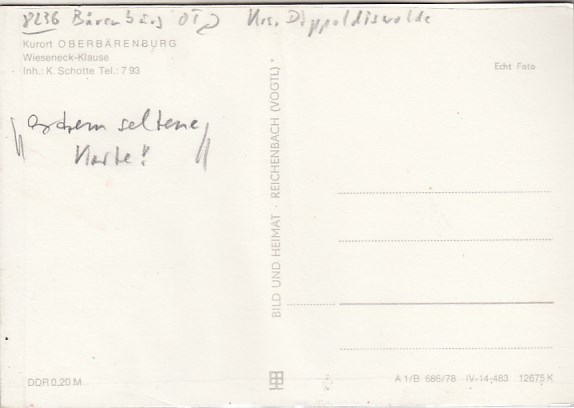 8236 Bärenburg OT Krs. Dippoldiswalde
Kurort OBERBÄRENBURG
Wieseneck-Klause
Inh.: K. Schotte Tel.: 7 93
Echt Foto
extrem seltene
Karte!!
BILD UND HEIMAT · REICHENBACH (VOGTL) *
DDR 0,20 M
A 1/B 686/78 IV-14-483 12675 K